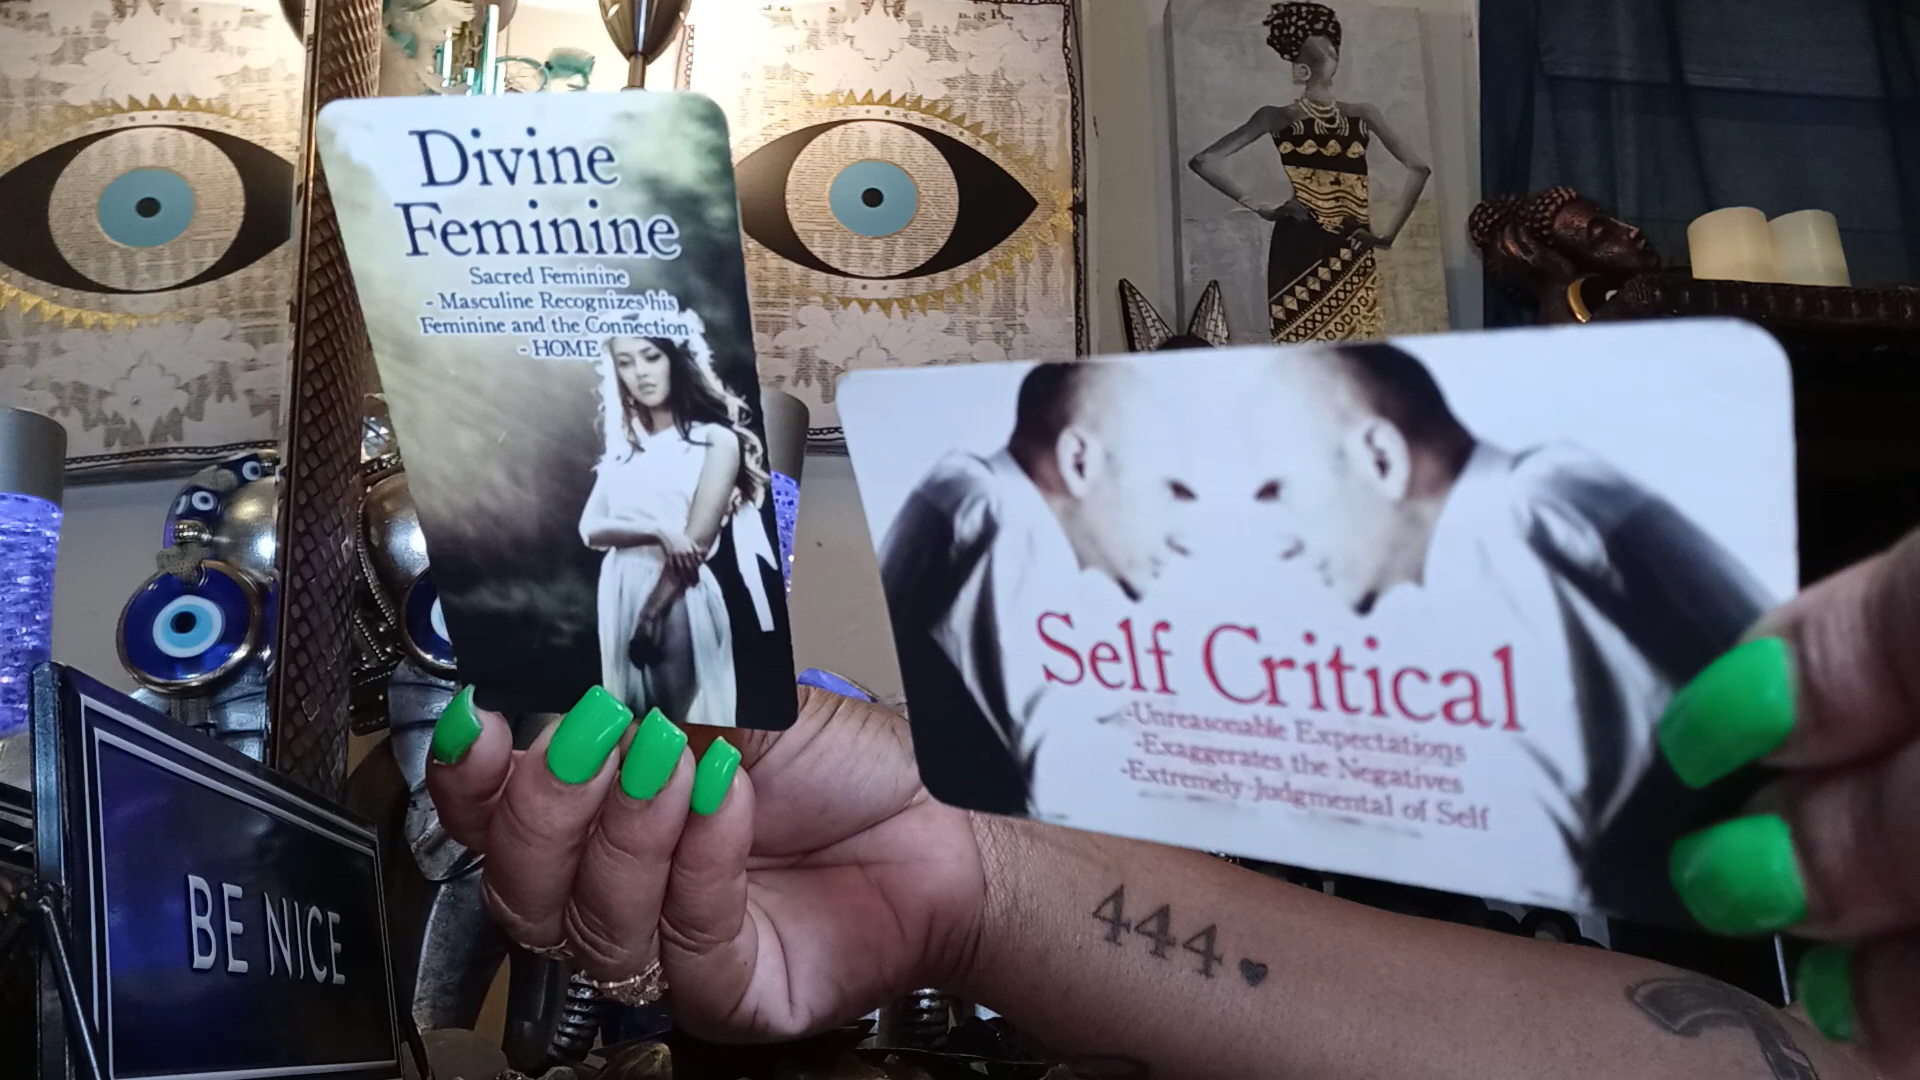 Divine
Feminine
Sacred Feminine
- Masculine Recognizes his
Feminine and the Connection
- HOME
Self Critical
-Unreasonable Expectations
-Exaggerates the Negatives
-Extremely Judgmental of Self
BE NICE
444